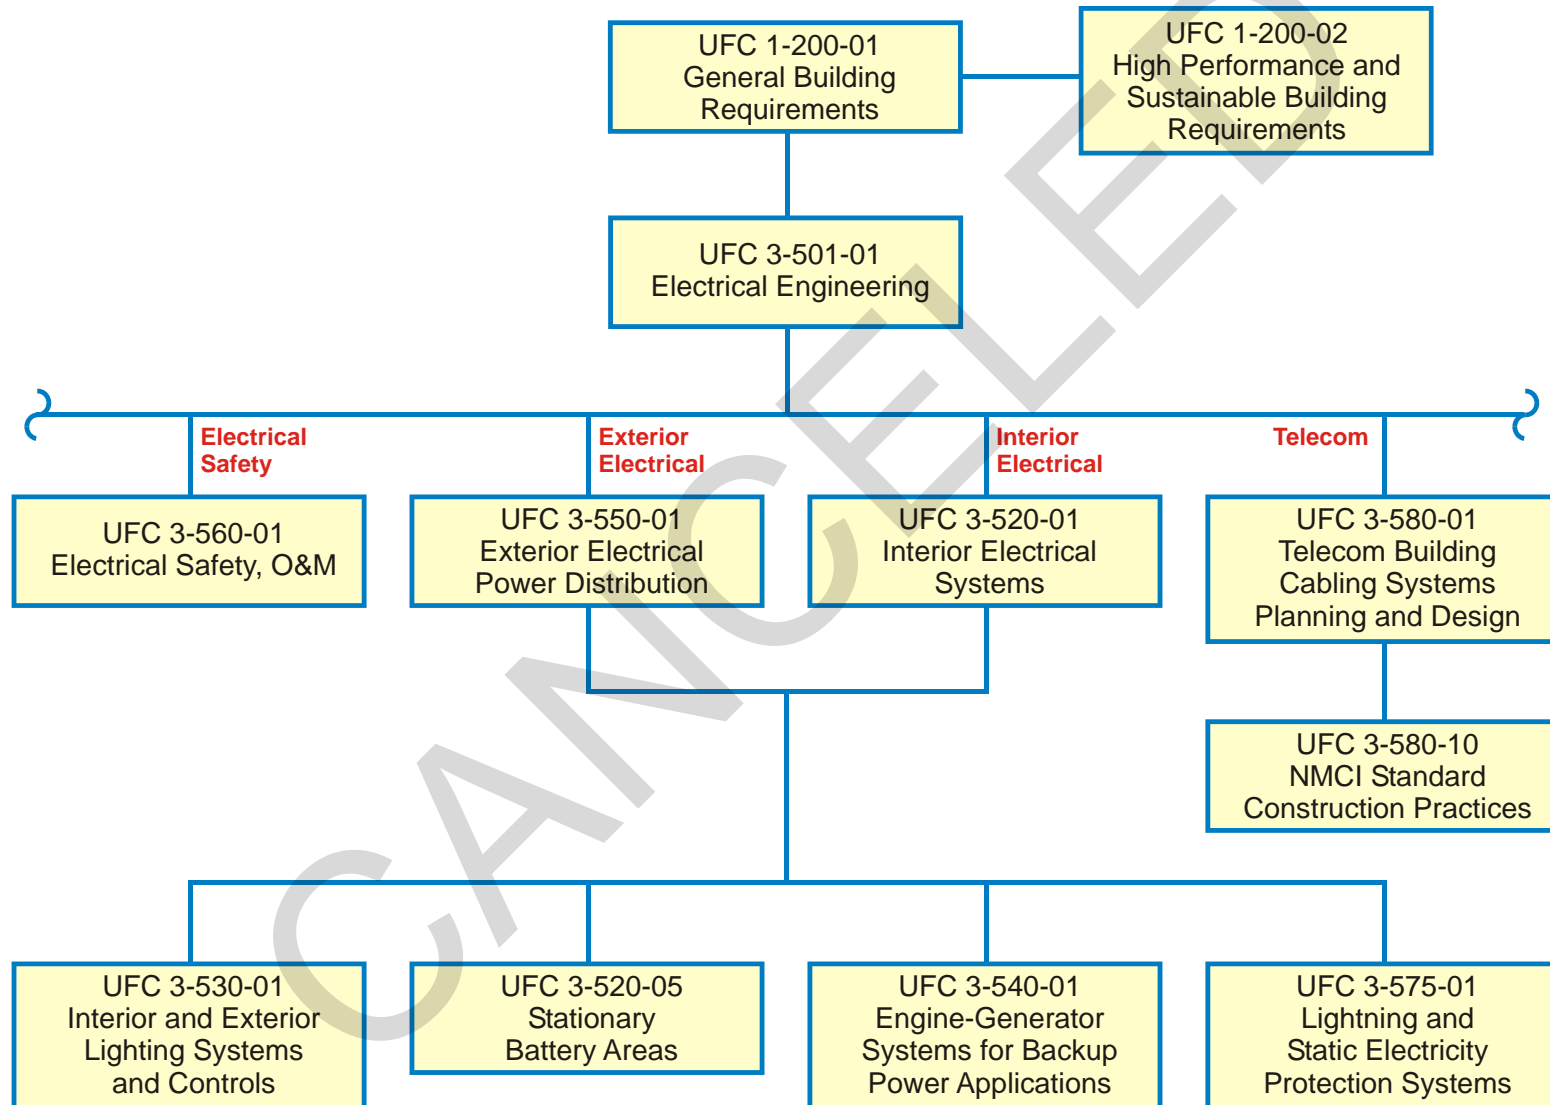 UFC 1-200-01
General Building
Requirements
UFC 1-200-02
High Performance and
Sustainable Building
Requirements
UFC 3-501-01
Electrical Engineering
Electrical
Safety
Exterior
Electrical
Interior
Electrical
Telecom
UFC 3-560-01
Electrical Safety, O&M
UFC 3-550-01
Exterior Electrical
Power Distribution
UFC 3-520-01
Interior Electrical
Systems
UFC 3-580-01
Telecom Building
Cabling Systems
Planning and Design
UFC 3-580-10
NMCI Standard
Construction Practices
UFC 3-530-01
Interior and Exterior
Lighting Systems
and Controls
UFC 3-520-05
Stationary
Battery Areas
UFC 3-540-01
Engine-Generator
Systems for Backup
Power Applications
UFC 3-575-01
Lightning and
Static Electricity
Protection Systems
CANCELED